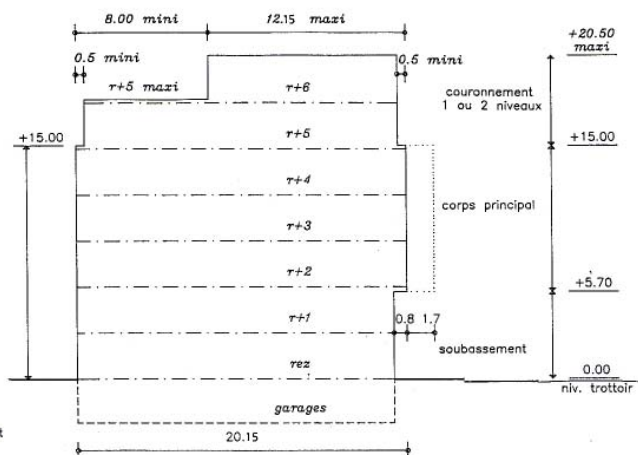 8.00 mini 12.15 maxi
+20.50
maxi
0.5 mini 0.5 mini
r+5 maxi r+6
couronnement
1 ou 2 niveaux
+15.00 r+5 +15.00
r+4
corps principal
r+3
r+2
+5.70
r+1 0.8 1.7
soubassement
rez
0.00
niv. trottoir
garages
t
20.15